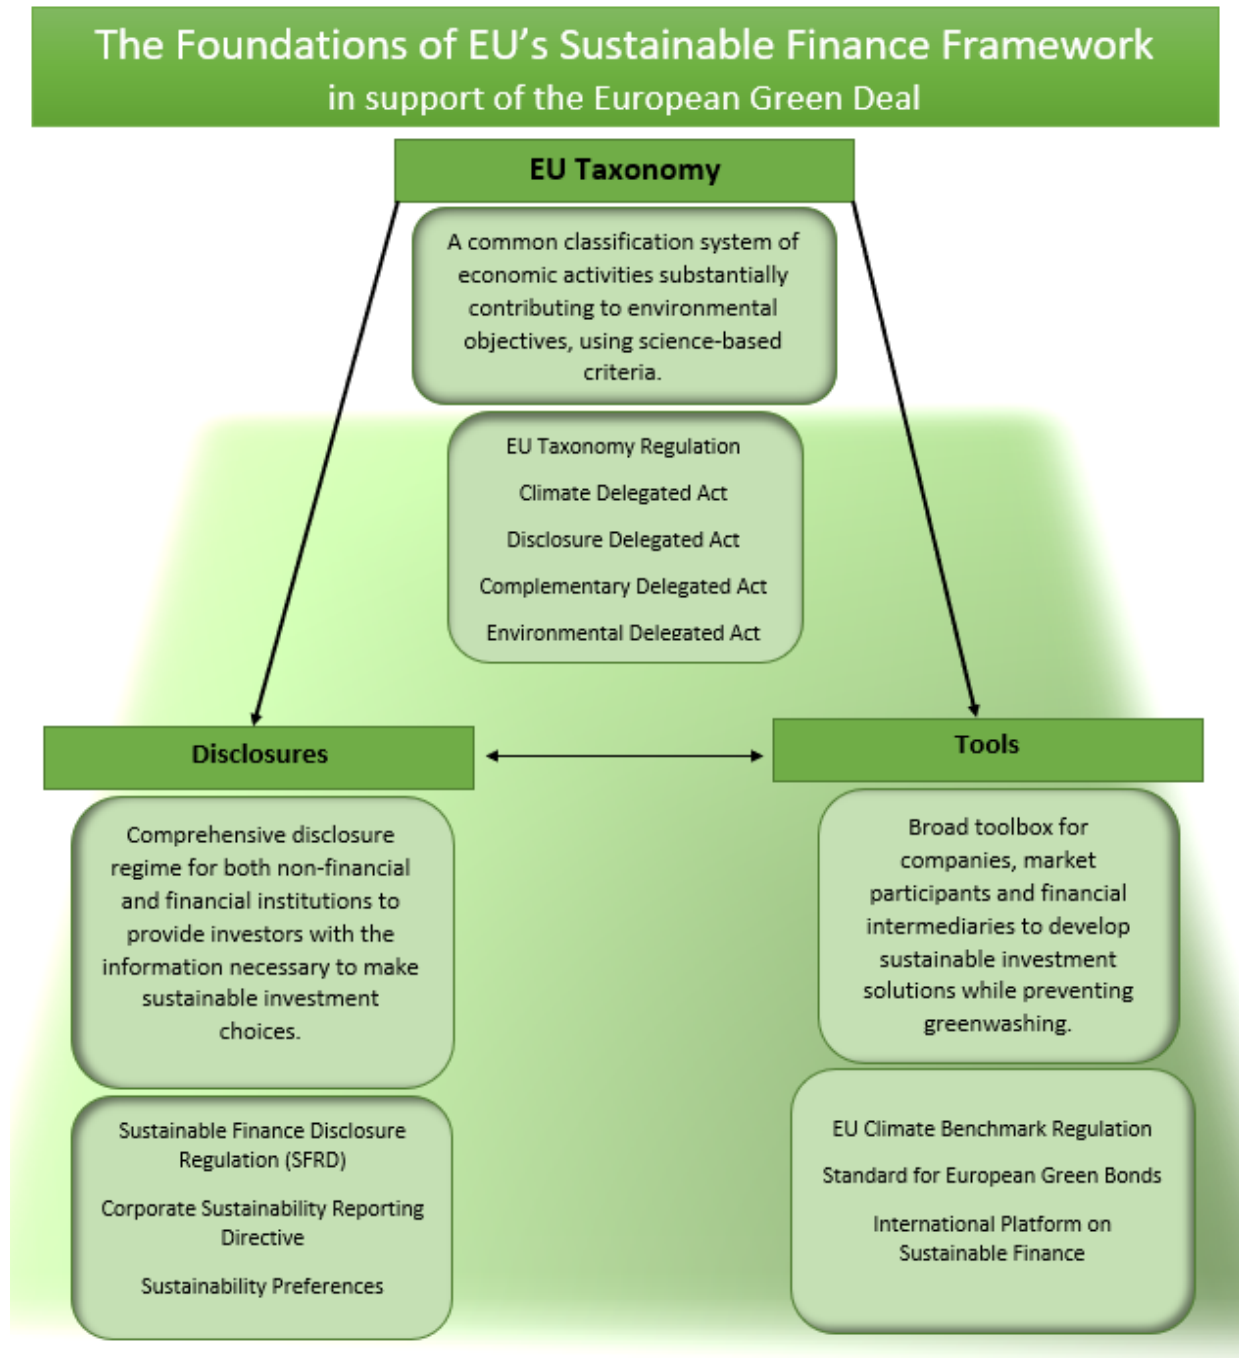 The Foundations of EU’s Sustainable Finance Framework
in support of the European Green Deal
EU Taxonomy
A common classification system of
economic activities substantially
contributing to environmental
objectives, using science-based
criteria.
EU Taxonomy Regulation
Climate Delegated Act
Disclosure Delegated Act
Complementary Delegated Act
Environmental Delegated Act
Disclosures
Comprehensive disclosure
regime for both non-financial
and financial institutions to
provide investors with the
information necessary to make
sustainable investment
choices.
Sustainable Finance Disclosure
Regulation (SFRD)
Corporate Sustainability Reporting
Directive
Sustainability Preferences
Tools
Broad toolbox for
companies, market
participants and financial
intermediaries to develop
sustainable investment
solutions while preventing
greenwashing.
EU Climate Benchmark Regulation
Standard for European Green Bonds
International Platform on
Sustainable Finance